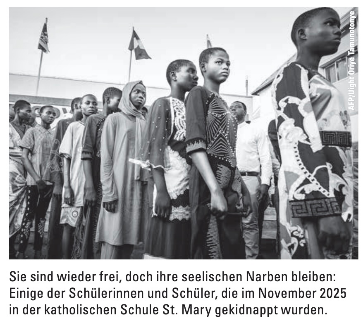 Sie sind wieder frei, doch ihre seelischen Narben bleiben:
Einige der Schülerinnen und Schüler, die im November 2025
in der katholischen Schule St. Mary gekidnappt wurden.